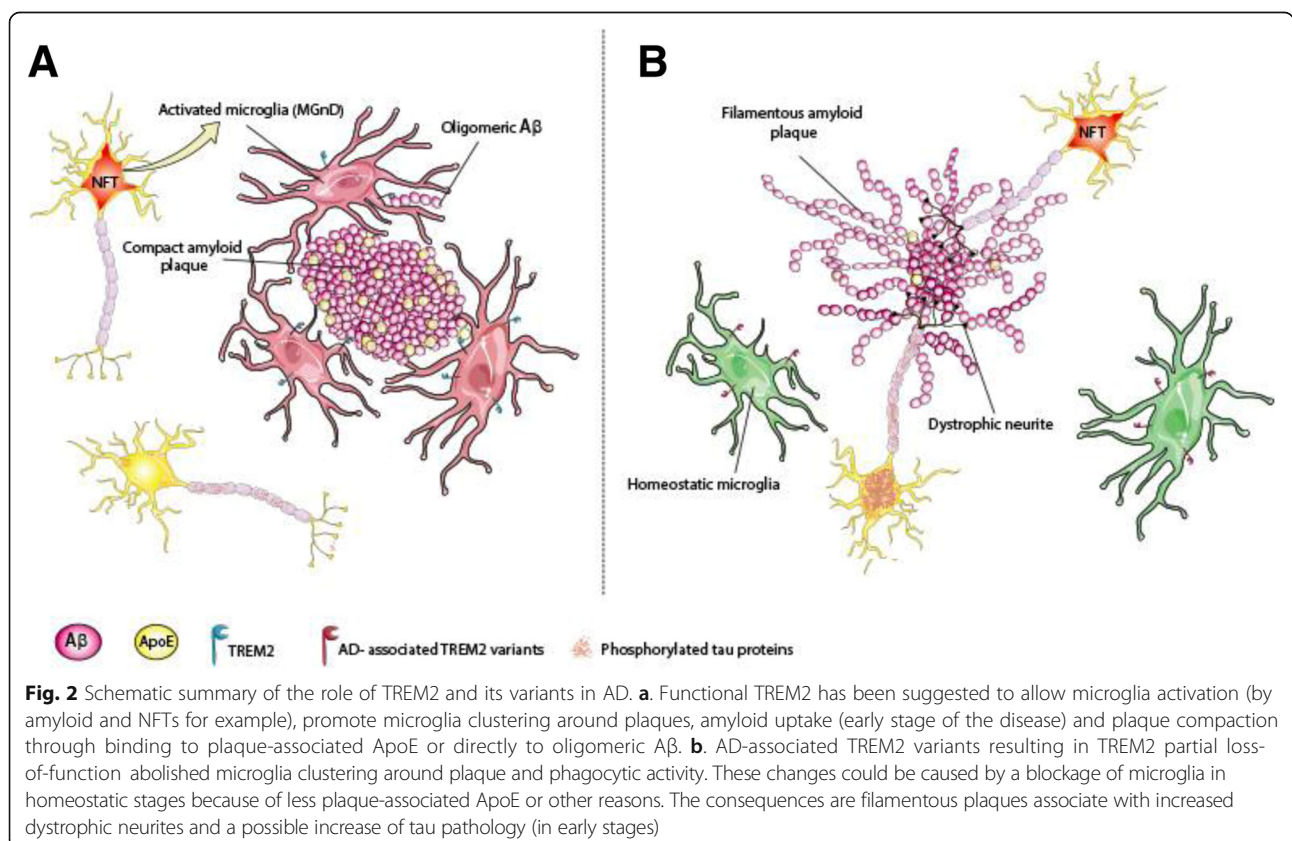 A
B
Activated microglia (MGnD)
Oligomeric Aβ
NFT
Compact amyloid
plaque
Filamentous amyloid
plaque
NFT
Homeostatic microglia
Dystrophic neurite
Aβ
ApoE
TREM2
AD- associated TREM2 variants
Phosphorylated tau proteins
Fig. 2 Schematic summary of the role of TREM2 and its variants in AD. a. Functional TREM2 has been suggested to allow microglia activation (by
amyloid and NFTs for example), promote microglia clustering around plaques, amyloid uptake (early stage of the disease) and plaque compaction
through binding to plaque-associated ApoE or directly to oligomeric Aβ. b. AD-associated TREM2 variants resulting in TREM2 partial loss-
of-function abolished microglia clustering around plaque and phagocytic activity. These changes could be caused by a blockage of microglia in
homeostatic stages because of less plaque-associated ApoE or other reasons. The consequences are filamentous plaques associate with increased
dystrophic neurites and a possible increase of tau pathology (in early stages)